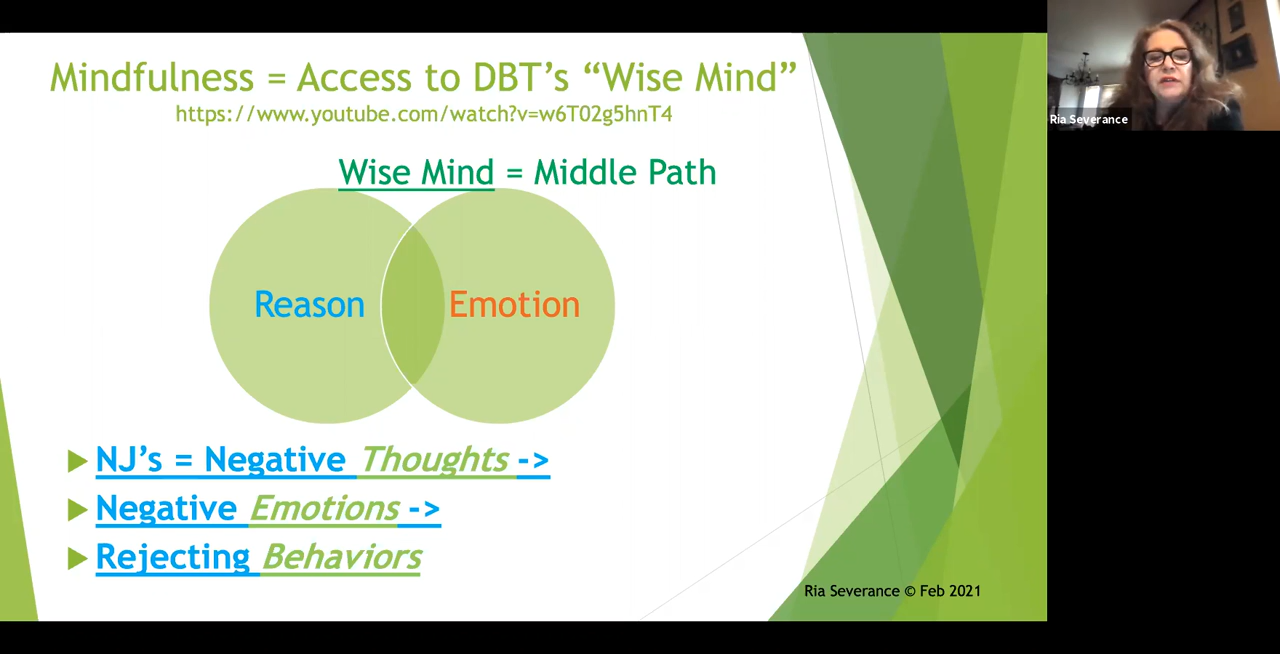 Mindfulness = Access to DBT’s “Wise Mind”
https://www.youtube.com/watch?v=w6T02g5hnT4
Wise Mind = Middle Path
Reason
Emotion
NJ’s = Negative Thoughts ->
Negative Emotions ->
Rejecting Behaviors
Ria Severance © Feb 2021
Ria Severance